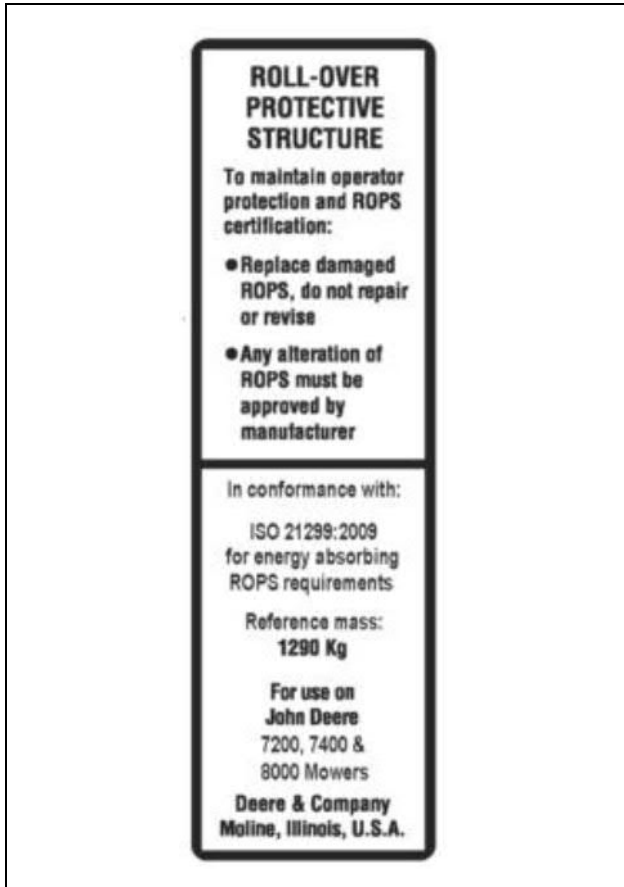 ROLL-OVER
PROTECTIVE
STRUCTURE
To maintain operator
protection and ROPS
certification:
●Replace damaged
ROPS, do not repair
or revise
●Any alteration of
ROPS must be
approved by
manufacturer
In conformance with:
ISO 21299:2009
for energy absorbing
ROPS requirements
Reference mass:
1290 Kg
For use on
John Deere
7200, 7400 &
8000 Mowers
Deere & Company
Moline, Illinois, U.S.A.